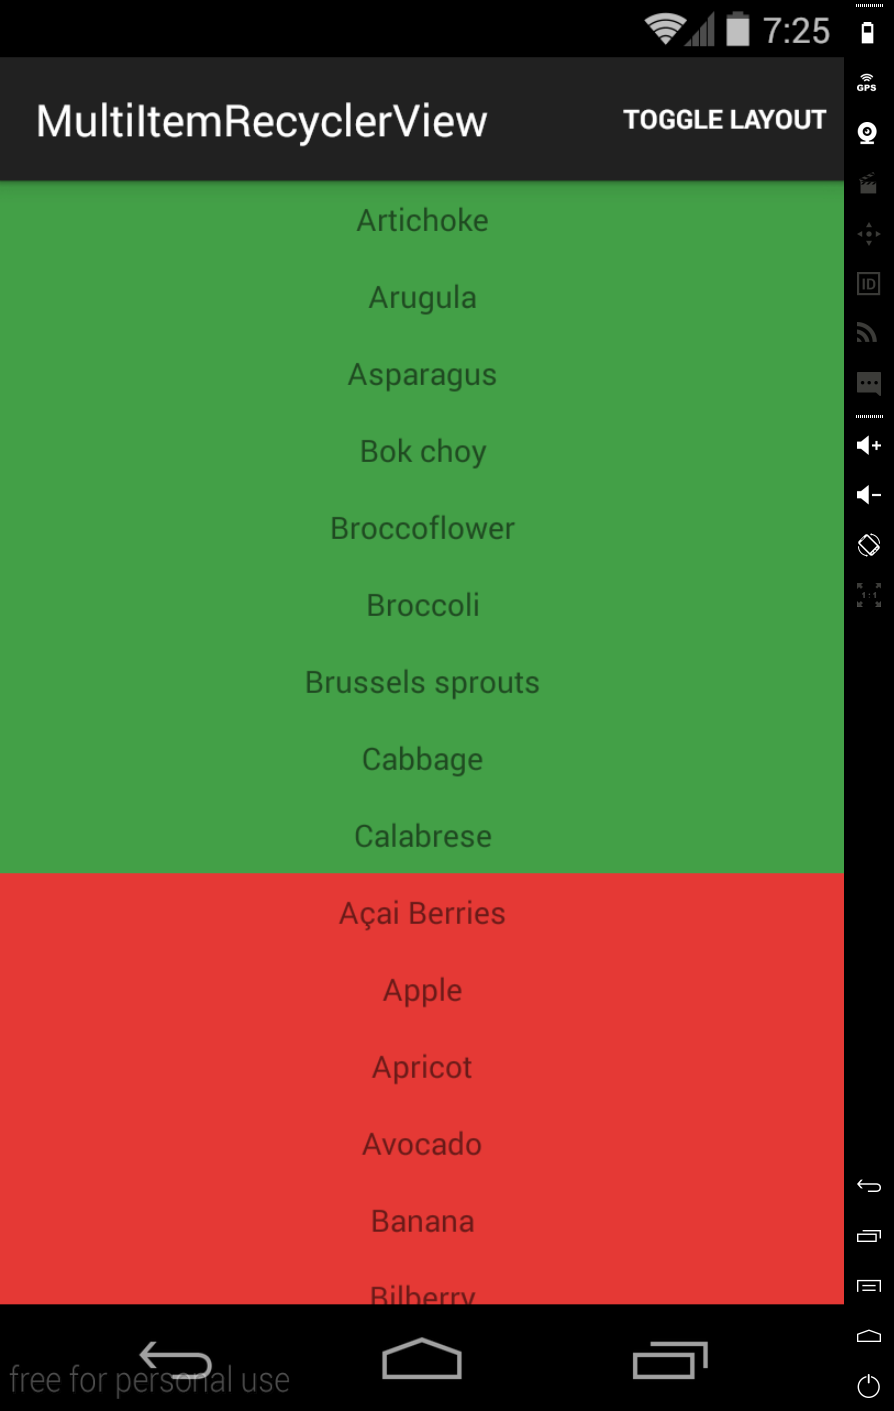 7:25
MultiItemRecyclerView
TOGGLE LAYOUT
GPS
Artichoke
Arugula
Asparagus
ID
Bok choy
Broccoflower
Broccoli
1:1
Brussels sprouts
Cabbage
Calabrese
Açai Berries
Apple
Apricot
Avocado
Banana
Bilberry
free for personal use